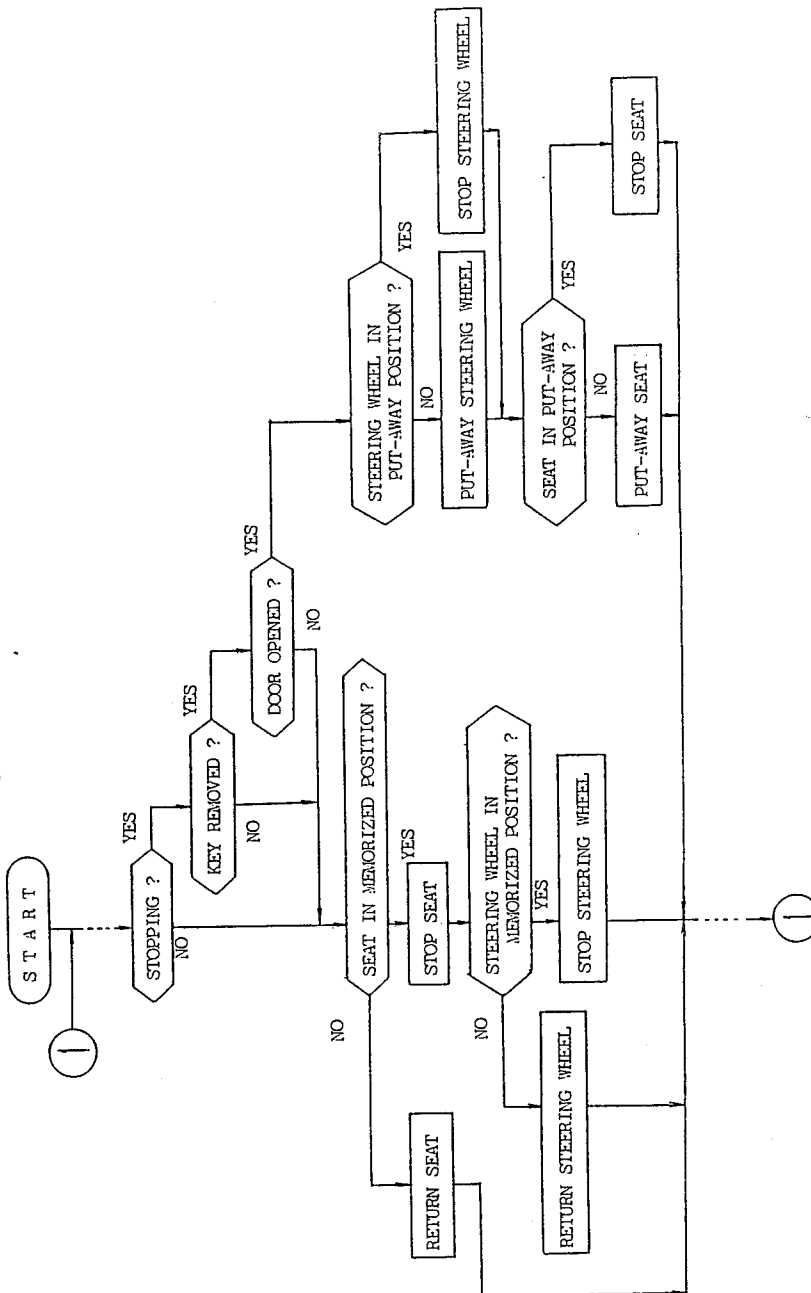 START
STOPPING ?
YES
NO
KEY REMOVED ?
YES
NO
DOOR OPENED ?
YES
NO
SEAT IN MEMORIZED POSITION ?
NO
YES
RETURN SEAT
STOP SEAT
STEERING WHEEL IN
MEMORIZED POSITION ?
NO
YES
RETURN STEERING WHEEL
STOP STEERING WHEEL
STEERING WHEEL IN
PUT-AWAY POSITION ?
YES
NO
PUT-AWAY STEERING WHEEL
STOP STEERING WHEEL
SEAT IN PUT-AWAY
POSITION ?
YES
NO
PUT-AWAY SEAT
STOP SEAT
1
1